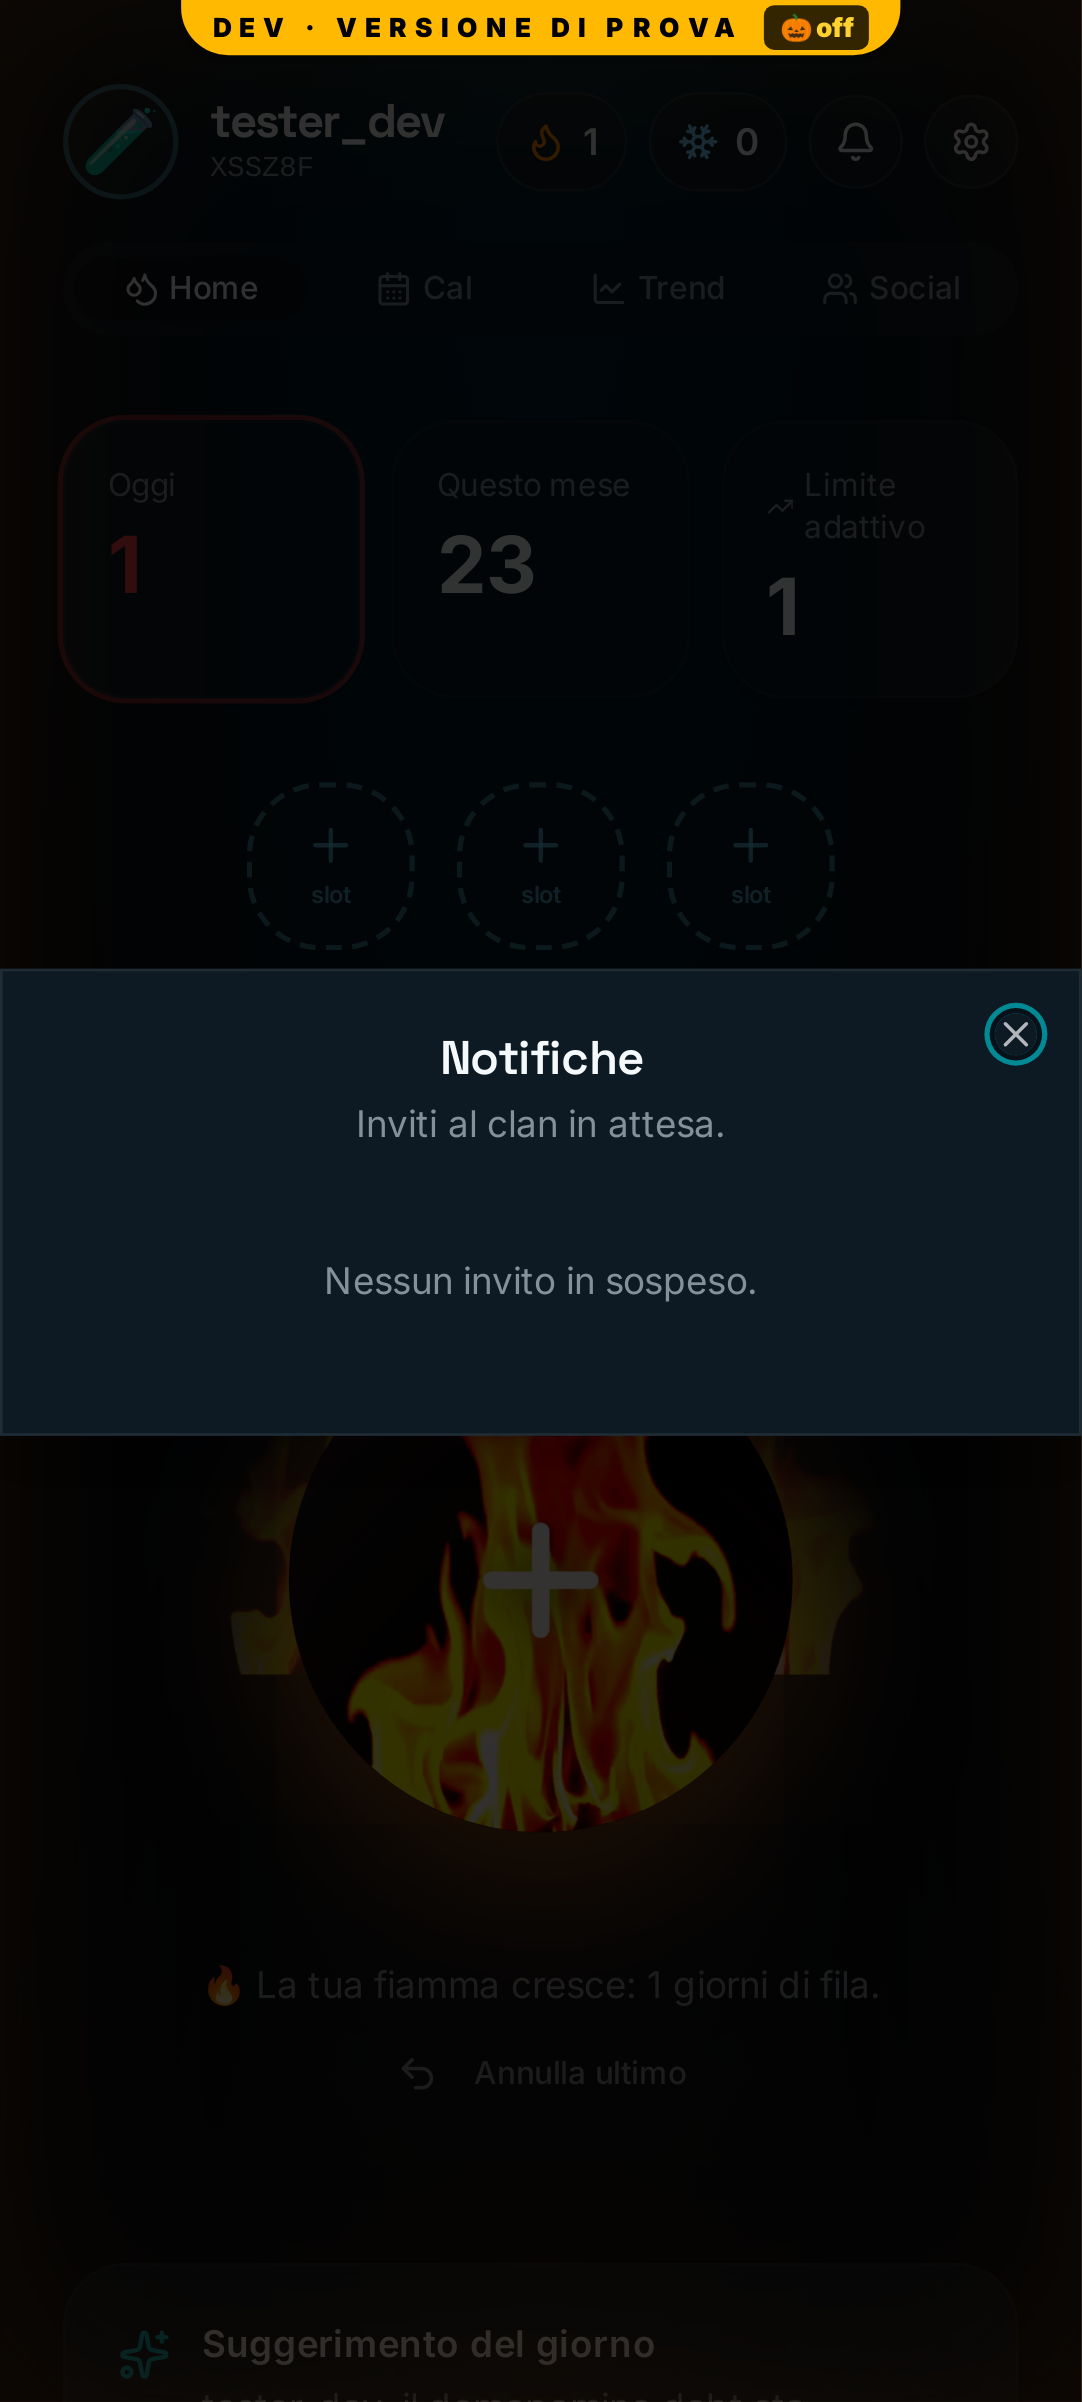 DEV · VERSIONE DI PROVA 🎃off
tester_dev
XSSZ8F
1
0
Home
Cal
Trend
Social
Oggi
1
Questo mese
23
Limite
adattivo
1
slot
slot
slot
Notifiche
Inviti al clan in attesa.
Nessun invito in sospeso.
🔥 La tua fiamma cresce: 1 giorni di fila.
Annulla ultimo
Suggerimento del giorno